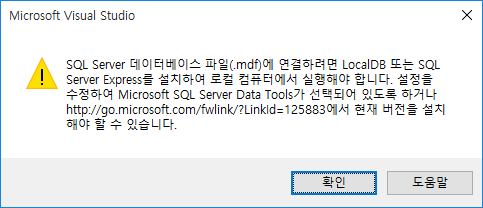 Microsoft Visual Studio
SQL Server 데이터베이스 파일(.mdf)에 연결하려면 LocalDB 또는 SQL
Server Express를 설치하여 로컬 컴퓨터에서 실행해야 합니다. 설정을
수정하여 Microsoft SQL Server Data Tools가 선택되어 있도록 하거나
http://go.microsoft.com/fwlink/?LinkId=125883에서 현재 버전을 설치
해야 할 수 있습니다.
확인
도움말